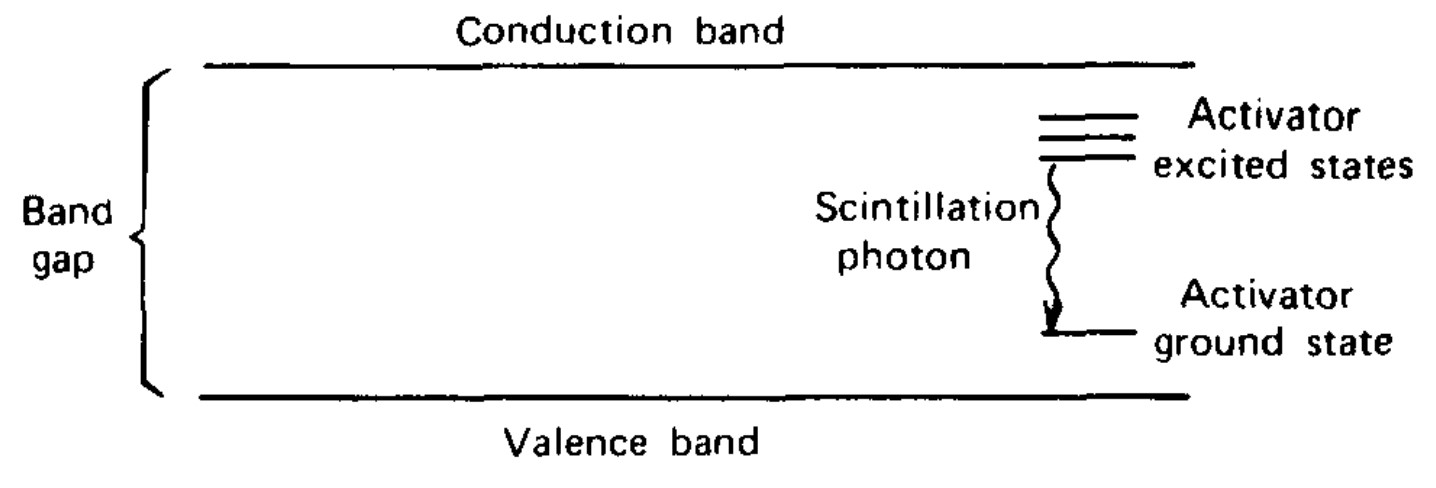 Conduction band
Activator
excited states
Band
gap
Scintillation
photon
Activator
ground state
Valence band